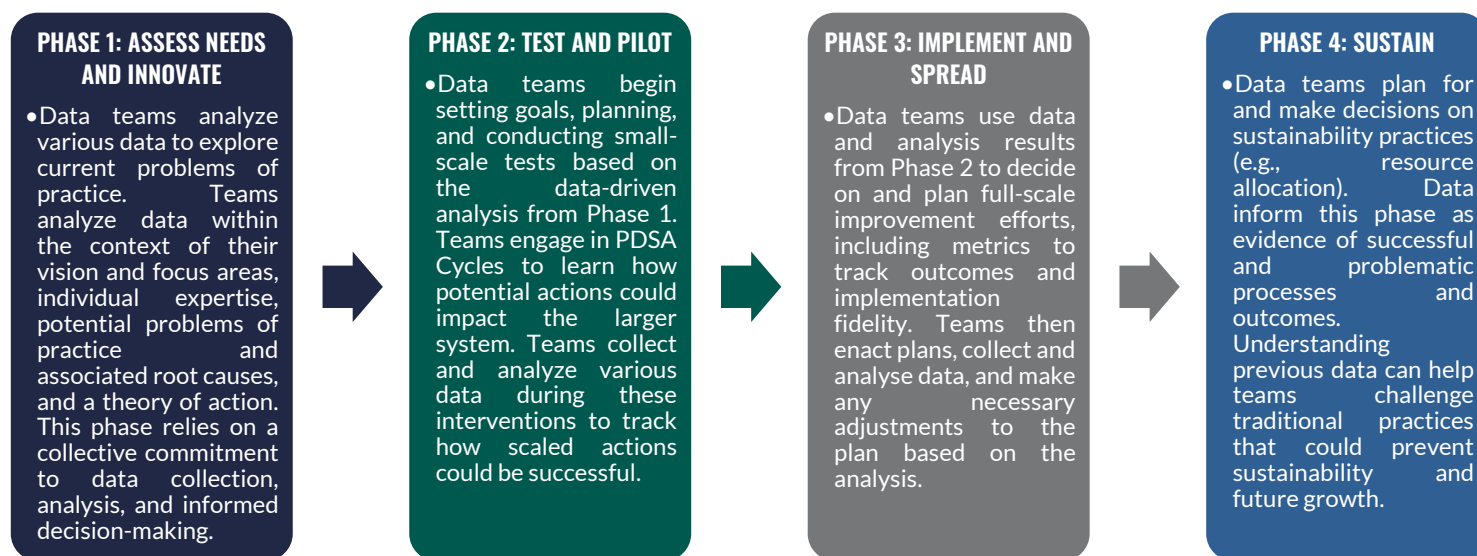 PHASE 1: ASSESS NEEDS
AND INNOVATE
•Data teams analyze
various data to explore
current problems of
practice. Teams
analyze data within
the context of their
vision and focus areas,
individual expertise,
potential problems of
practice and
associated root causes,
and a theory of action.
This phase relies on a
collective commitment
to data collection,
analysis, and informed
decision-making.
PHASE 2: TEST AND PILOT
•Data teams begin
setting goals, planning,
and conducting small-
scale tests based on
the data-driven
analysis from Phase 1.
Teams engage in PDSA
Cycles to learn how
potential actions could
impact the larger
system. Teams collect
and analyze various
data during these
interventions to track
how scaled actions
could be successful.
PHASE 3: IMPLEMENT AND
SPREAD
•Data teams use data
and analysis results
from Phase 2 to decide
on and plan full-scale
improvement efforts,
including metrics to
track outcomes and
implementation
fidelity. Teams then
enact plans, collect and
analyse data, and make
any necessary
adjustments to the
plan based on the
analysis.
PHASE 4: SUSTAIN
•Data teams plan for
and make decisions on
sustainability practices
(e.g., resource
allocation). Data
inform this phase as
evidence of successful
and problematic
processes and
outcomes.
Understanding
previous data can help
teams challenge
traditional practices
that could prevent
sustainability and
future growth.